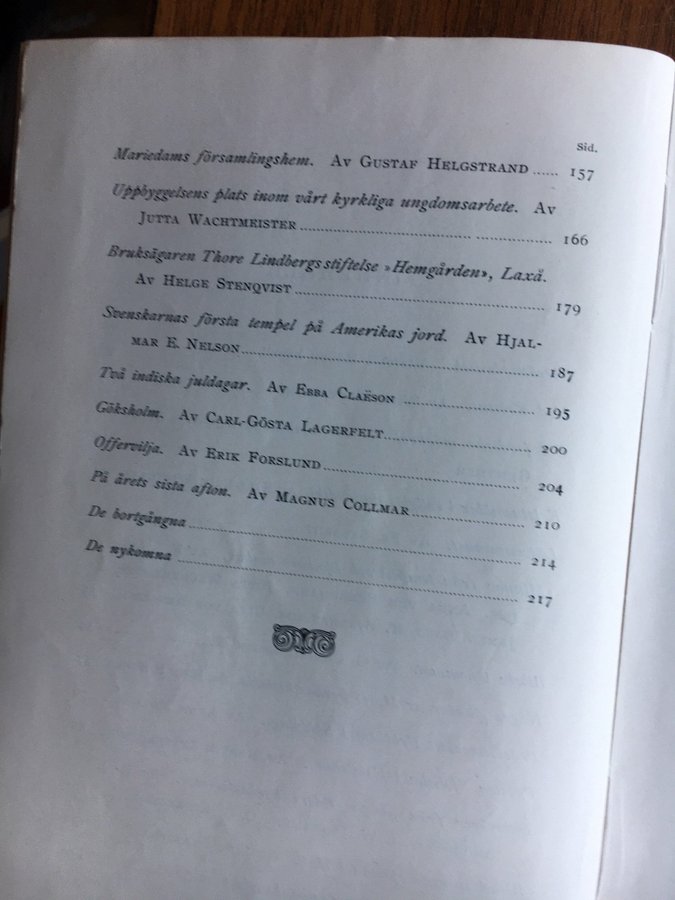 Sid.
Mariedams församlingshem. Av Gustaf Helgstrand ...... 157
Uppbyggelsens plats inom vårt kyrkliga ungdomsarbete. Av
Jutta Wachtmeister ........ 166
Bruksägaren Thore Lindbergs stiftelse »Hemgården», Laxå.
Av Helge Stenqvist ........ 179
Svenskarnas första tempel på Amerikas jord. Av Hjal-
mar E. Nelson ........ 187
Två indiska juldagar. Av Ebba Claëson ........ 195
Göksholm. Av Carl-Gösta Lagerfelt ........ 200
Offervilja. Av Erik Forslund ........ 204
På årets sista afton. Av Magnus Collmar ........ 210
De bortgångna ........ 214
De nykomna ........ 217